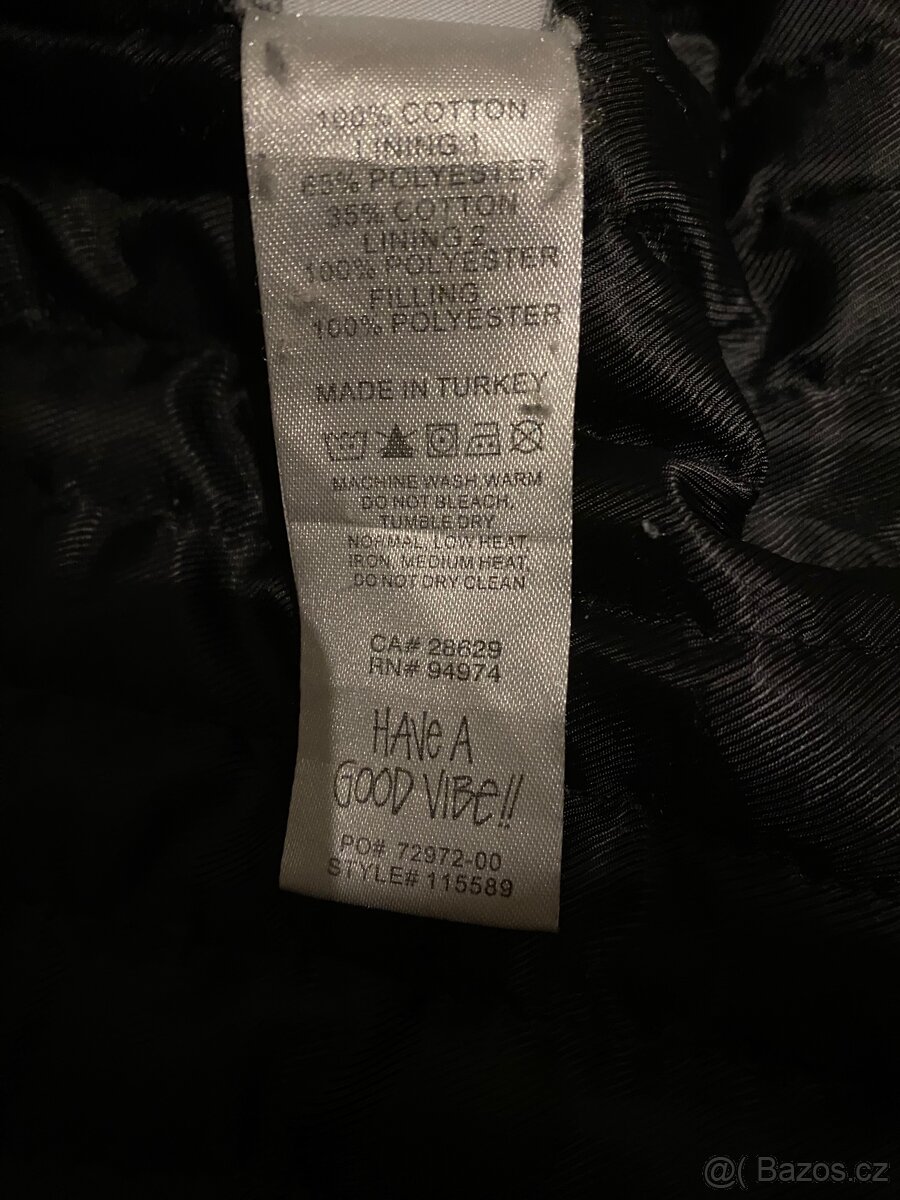 100% COTTON
LINING 1
65% POLYESTER
35% COTTON
LINING 2
100% POLYESTER
FILLING
100% POLYESTER
MADE IN TURKEY
MACHINE WASH, WARM
DO NOT BLEACH,
TUMBLE DRY
NORMAL, LOW HEAT,
IRON, MEDIUM HEAT,
DO NOT DRY CLEAN
CA# 28629
RN# 94974
HAVE A
GOOD VIBE!!
PO# 72972-00
STYLE# 115589
@( Bazos.cz